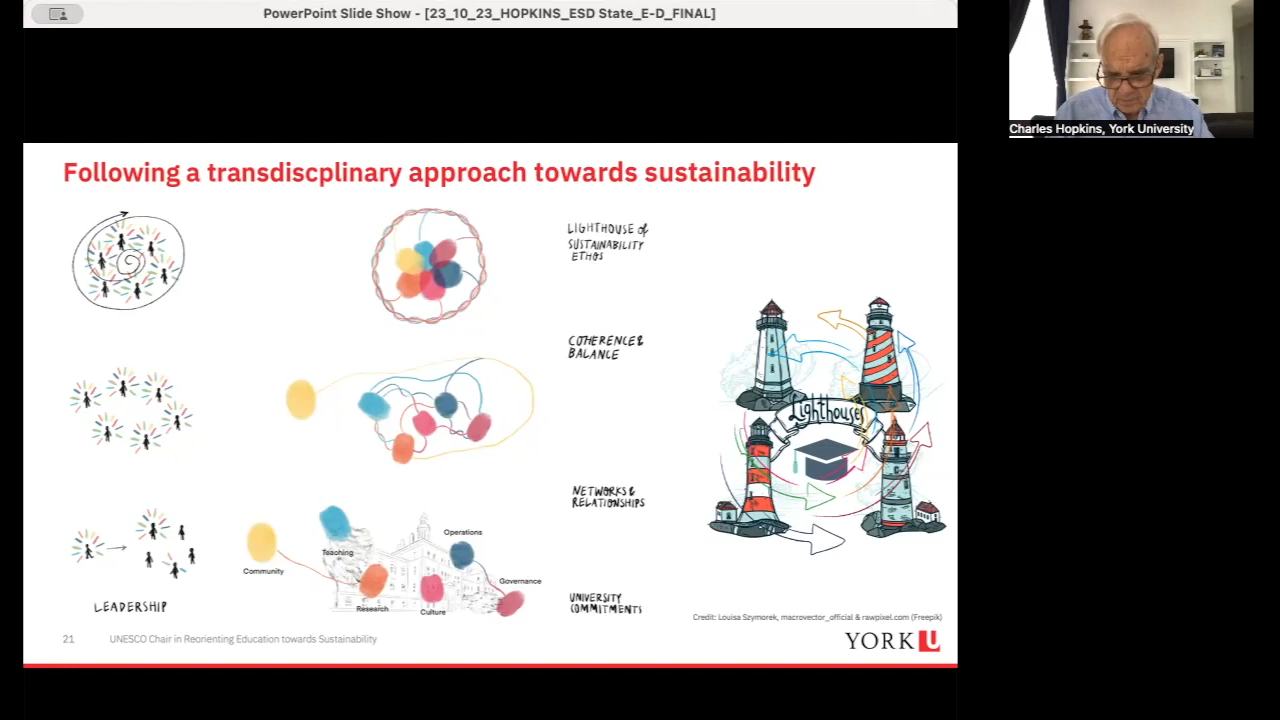 PowerPoint Slide Show - [23_10_23_HOPKINS_ESD State_E-D_FINAL]
Charles Hopkins, York University
Following a transdiscplinary approach towards sustainability
LIGHTHOUSE of
SUSTAINABILITY
ETHOS
COHERENCE &
BALANCE
Lighthouses
NETWORKS &
RELATIONSHIPS
Teaching
Operations
Community
Governance
Research
Culture
LEADERSHIP
UNIVERSITY
COMMITMENTS
Credit: Louisa Szymorek, macrovector_official & rawpixel.com (Freepik)
21
UNESCO Chair in Reorienting Education towards Sustainability
YORK U